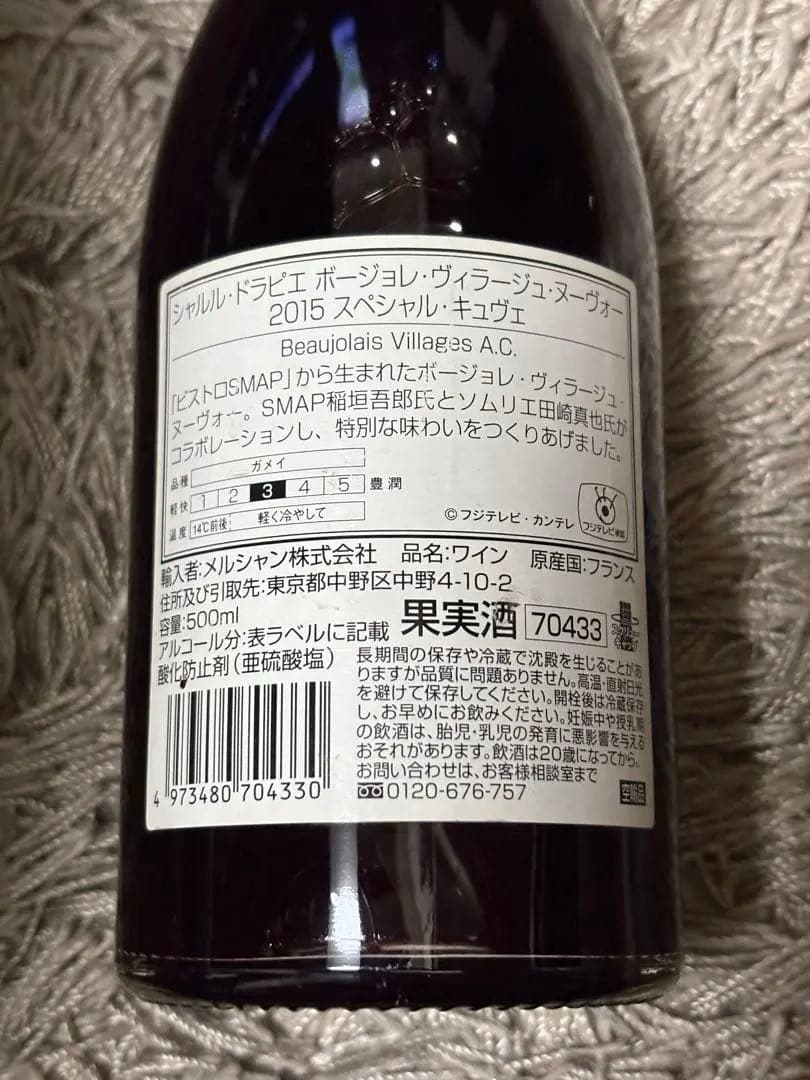 シャルル・ドラピエ ボージョレ・ヴィラージュ・ヌーヴォー
2015 スペシャル・キュヴェ
Beaujolais Villages A.C.
「ビストロSMAP」から生まれたボージョレ・ヴィラージュ・
ヌーヴォー。SMAP稲垣吾郎氏とソムリエ田崎真也氏が
コラボレーションし、特別な味わいをつくりあげました。
品種 ガメイ
軽快 1 2 3 4 5 豊潤
温度 14℃前後 軽く冷やして
©フジテレビ・カンテレ
フジテレビ
輸入者:メルシャン株式会社 品名:ワイン 原産国:フランス
住所及び引取先:東京都中野区中野4-10-2
容量:500ml
アルコール分:表ラベルに記載 果実酒 70433
スクリューキャップ
酸化防止剤(亜硫酸塩)
長期間の保存や冷蔵で沈殿を生じることがあ
りますが品質に問題ありません。高温・直射日光
を避けて保存してください。開栓後は冷蔵保存
し、お早めにお飲みください。妊娠中や授乳期
の飲酒は、胎児・乳児の発育に悪影響を与える
おそれがあります。飲酒は20歳になってから。
お問い合わせは、お客様相談室まで
0120-676-757
空輸品
4 973480 704330